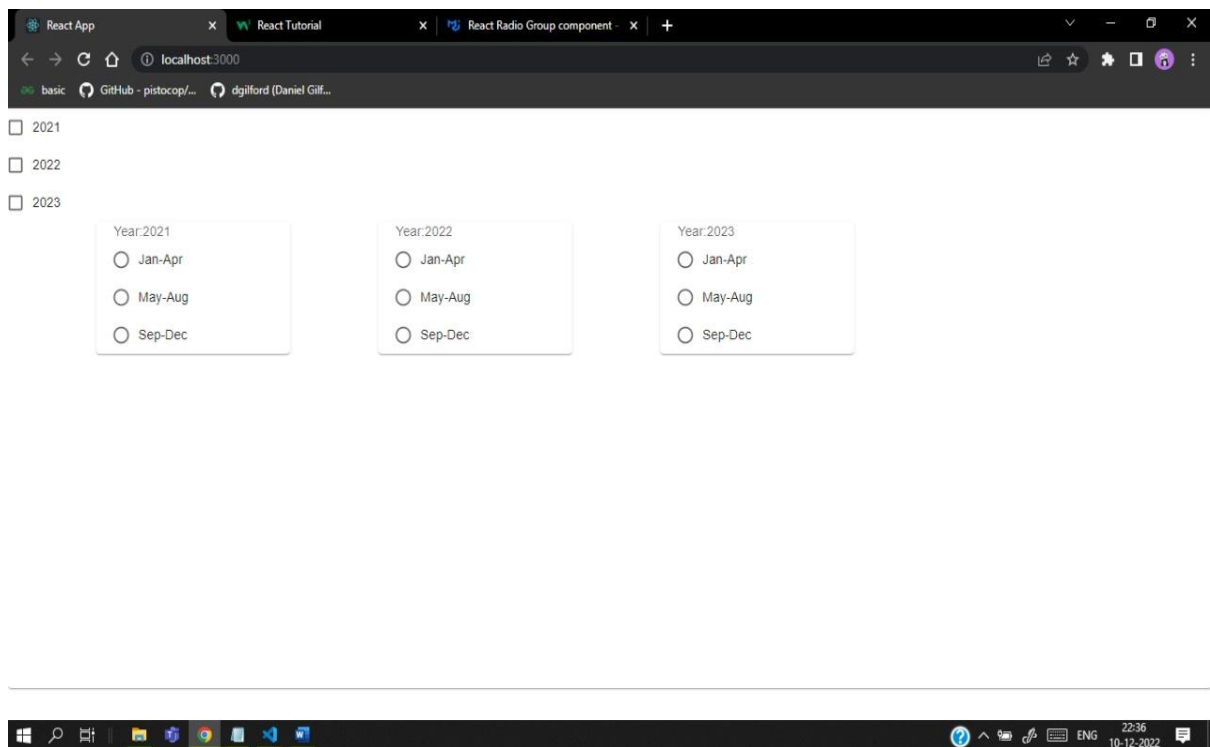 React App
React Tutorial
React Radio Group component -
localhost:3000
basic
GitHub - pistocop/...
dgilford (Daniel Gilf...
2021
2022
2023
Year:2021
Jan-Apr
May-Aug
Sep-Dec
Year:2022
Jan-Apr
May-Aug
Sep-Dec
Year:2023
Jan-Apr
May-Aug
Sep-Dec
ENG
22:36
10-12-2022